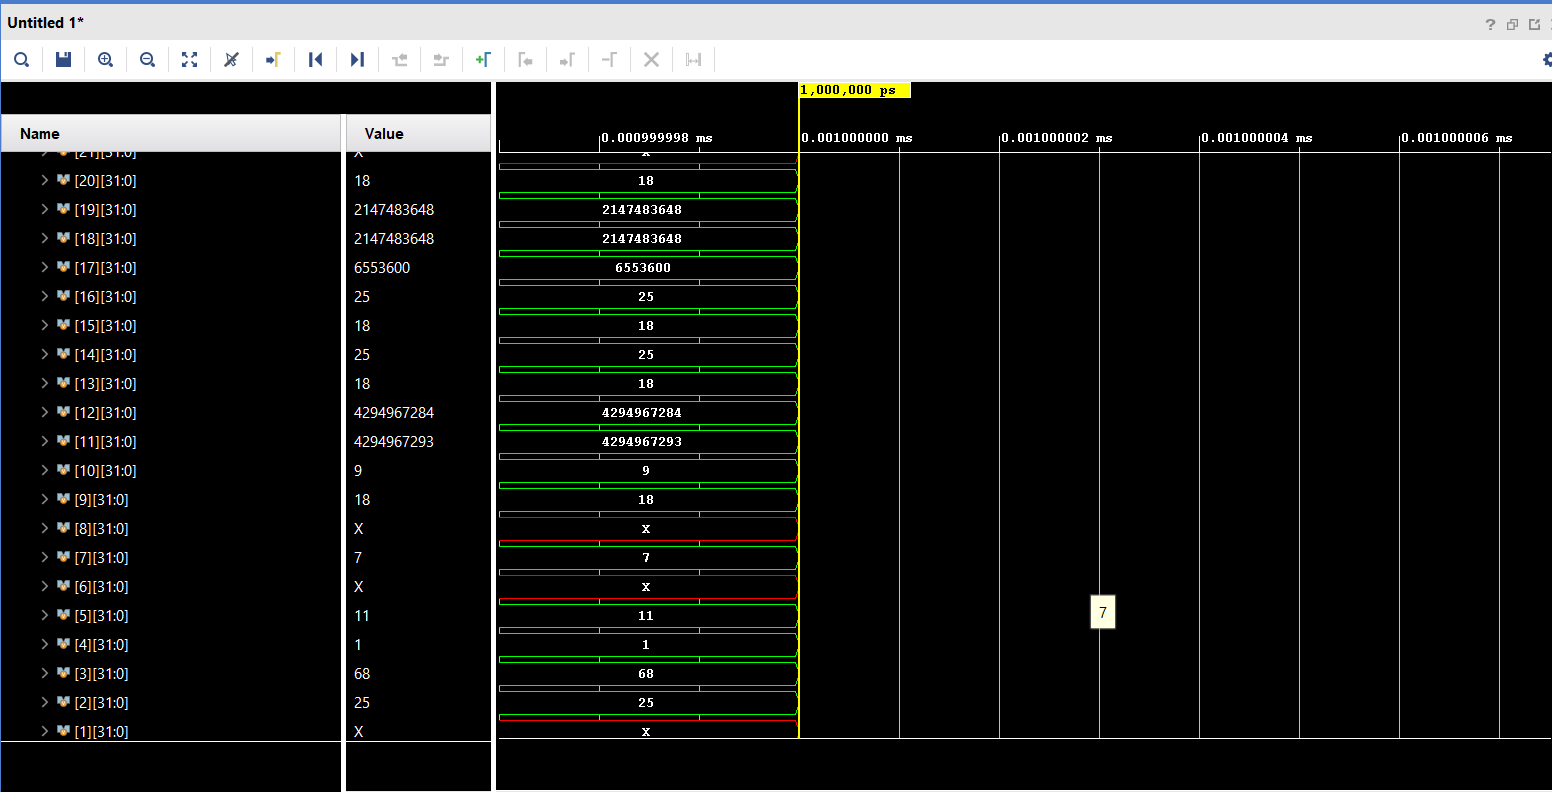 Untitled 1*
?
1,000,000 ps
0.000999998 ms 0.001000000 ms 0.001000002 ms 0.001000004 ms 0.001000006 ms
Name Value
[21][31:0] X X
[20][31:0] 18 18
[19][31:0] 2147483648 2147483648
[18][31:0] 2147483648 2147483648
[17][31:0] 6553600 6553600
[16][31:0] 25 25
[15][31:0] 18 18
[14][31:0] 25 25
[13][31:0] 18 18
[12][31:0] 4294967284 4294967284
[11][31:0] 4294967293 4294967293
[10][31:0] 9 9
[9][31:0] 18 18
[8][31:0] X X
[7][31:0] 7 7
[6][31:0] X X
[5][31:0] 11 11
7
[4][31:0] 1 1
[3][31:0] 68 68
[2][31:0] 25 25
[1][31:0] X X